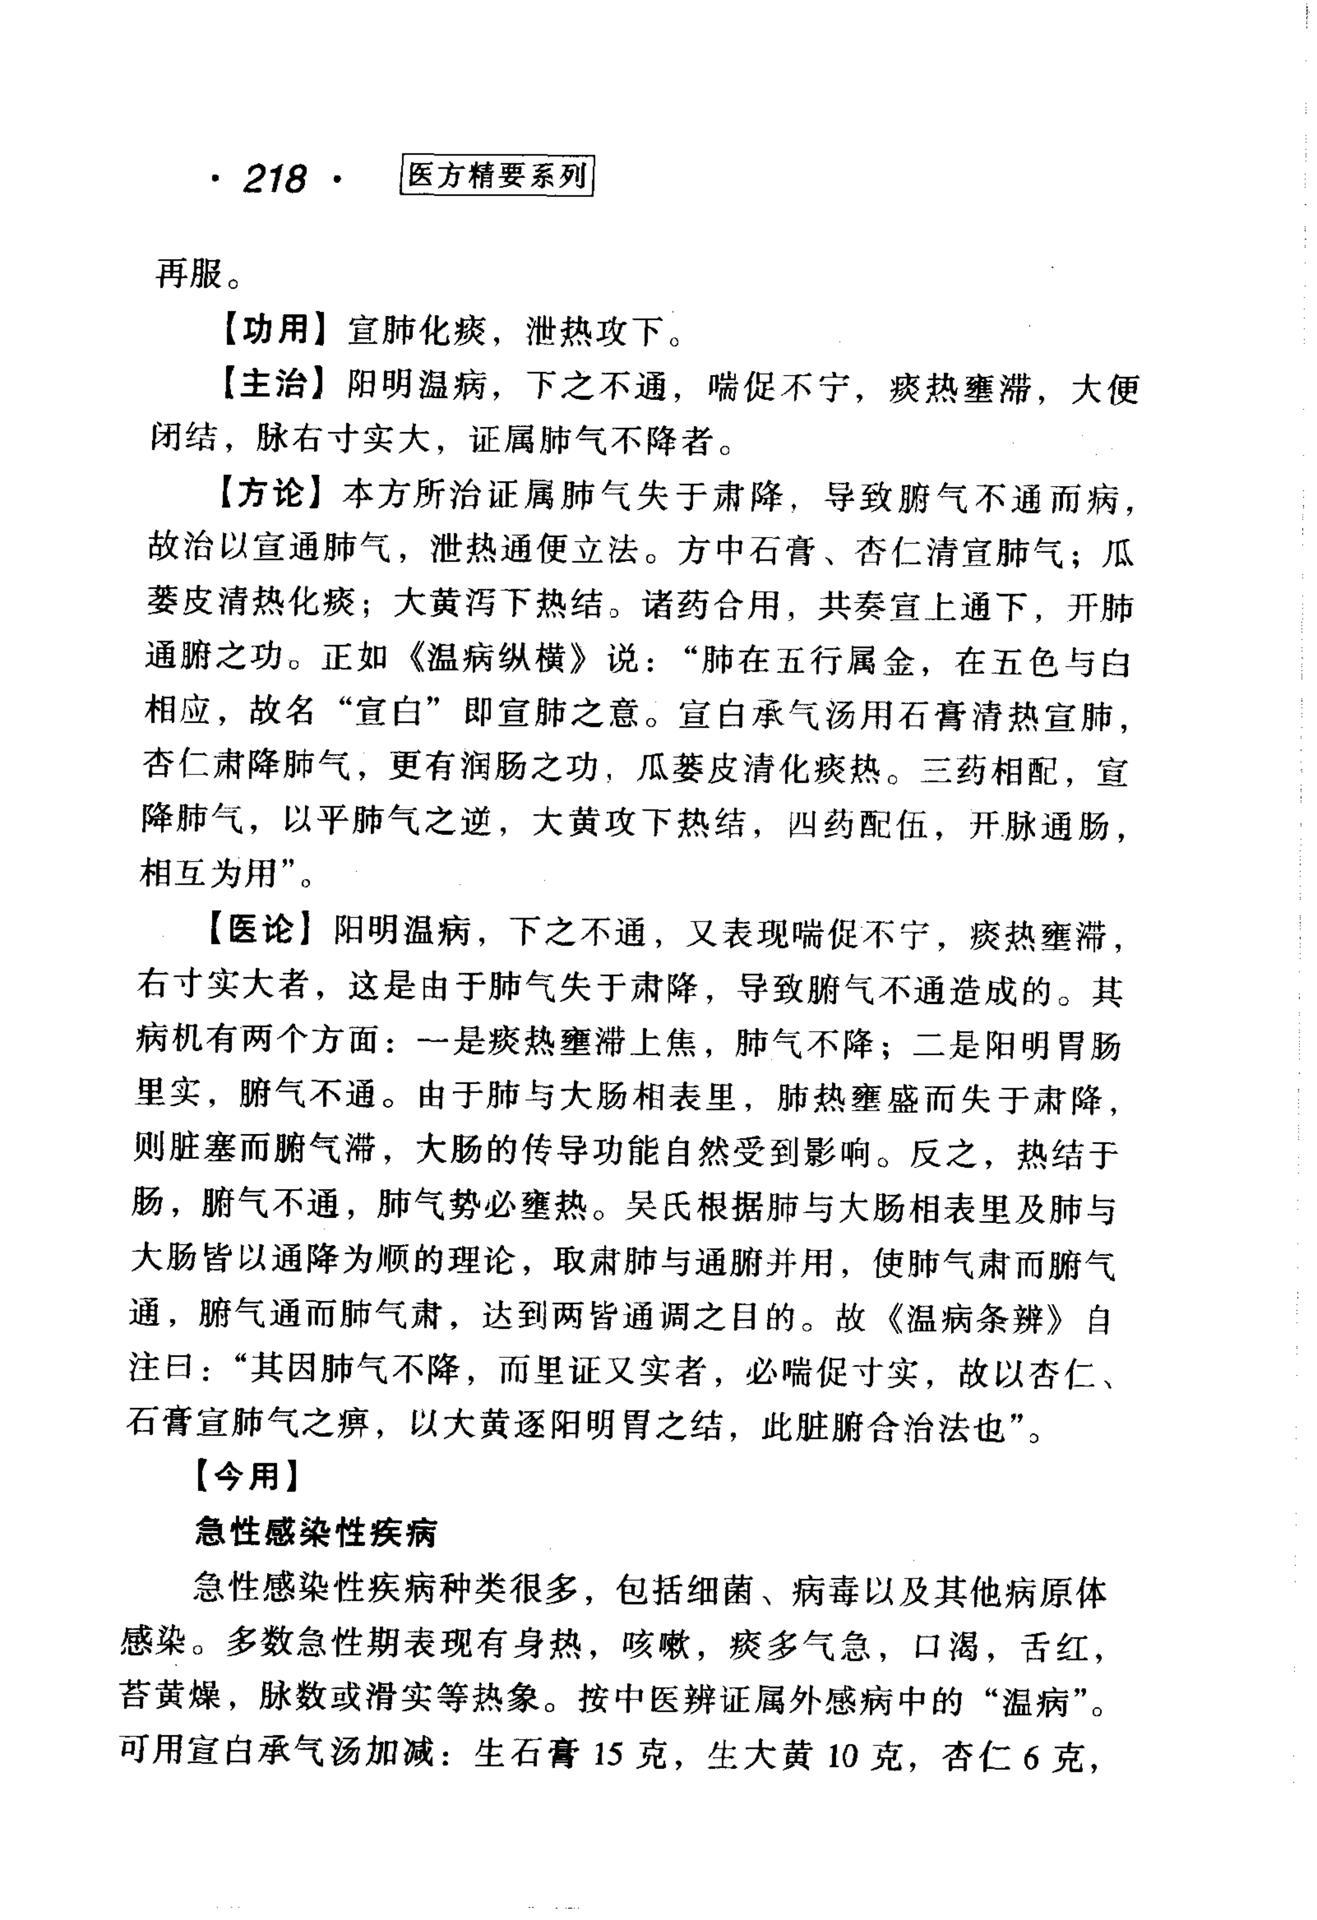 · 218 · 医方精要系列
再服。
【功用】宣肺化痰，泄热攻下。
【主治】阳明温病，下之不通，喘促不宁，痰热壅滞，大便
闭结，脉右寸实大，证属肺气不降者。
【方论】本方所治证属肺气失于肃降，导致腑气不通而病，
故治以宣通肺气，泄热通便立法。方中石膏、杏仁清宣肺气；瓜
蒌皮清热化痰；大黄泻下热结。诸药合用，共奏宣上通下，开肺
通腑之功。正如《温病纵横》说：“肺在五行属金，在五色与白
相应，故名“宣白”即宣肺之意。宣白承气汤用石膏清热宣肺，
杏仁肃降肺气，更有润肠之功，瓜蒌皮清化痰热。三药相配，宣
降肺气，以平肺气之逆，大黄攻下热结，四药配伍，开脉通肠，
相互为用”。
【医论】阳明温病，下之不通，又表现喘促不宁，痰热壅滞，
右寸实大者，这是由于肺气失于肃降，导致腑气不通造成的。其
病机有两个方面：一是痰热壅滞上焦，肺气不降；二是阳明胃肠
里实，腑气不通。由于肺与大肠相表里，肺热壅盛而失于肃降，
则脏塞而腑气滞，大肠的传导功能自然受到影响。反之，热结于
肠，腑气不通，肺气势必壅热。吴氏根据肺与大肠相表里及肺与
大肠皆以通降为顺的理论，取肃肺与通腑并用，使肺气肃而腑气
通，腑气通而肺气肃，达到两皆通调之目的。故《温病条辨》自
注曰：“其因肺气不降，而里证又实者，必喘促寸实，故以杏仁、
石膏宣肺气之痹，以大黄逐阳明胃之结，此脏腑合治法也”。
【今用】
急性感染性疾病
急性感染性疾病种类很多，包括细菌、病毒以及其他病原体
感染。多数急性期表现有身热，咳嗽，痰多气急，口渴，舌红，
苔黄燥，脉数或滑实等热象。按中医辨证属外感病中的“温病”。
可用宣白承气汤加减：生石膏 15 克，生大黄 10 克，杏仁 6 克，